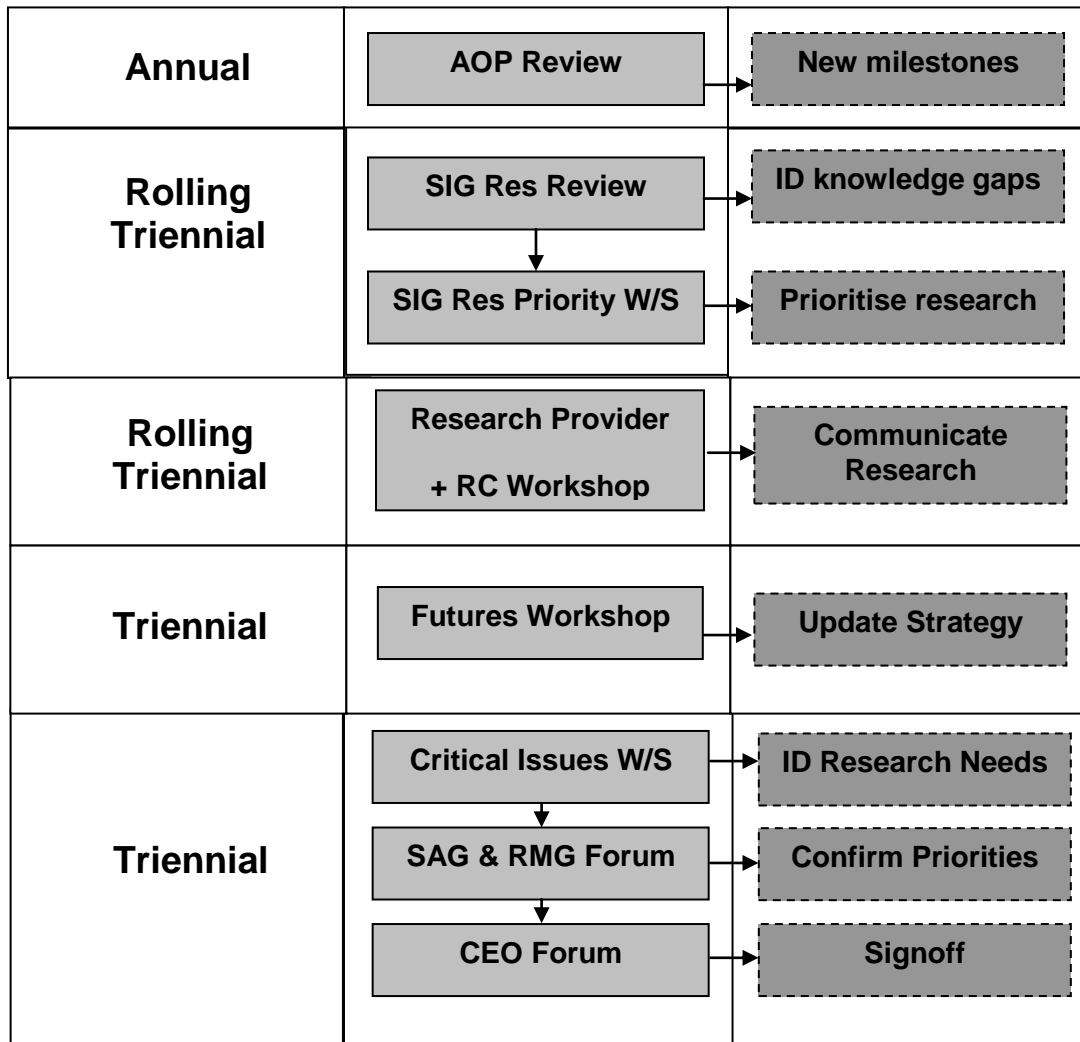 Annual
AOP Review
New milestones
Rolling
Triennial
SIG Res Review
ID knowledge gaps
SIG Res Priority W/S
Prioritise research
Rolling
Triennial
Research Provider
+ RC Workshop
Communicate
Research
Triennial
Futures Workshop
Update Strategy
Triennial
Critical Issues W/S
ID Research Needs
SAG & RMG Forum
Confirm Priorities
CEO Forum
Signoff